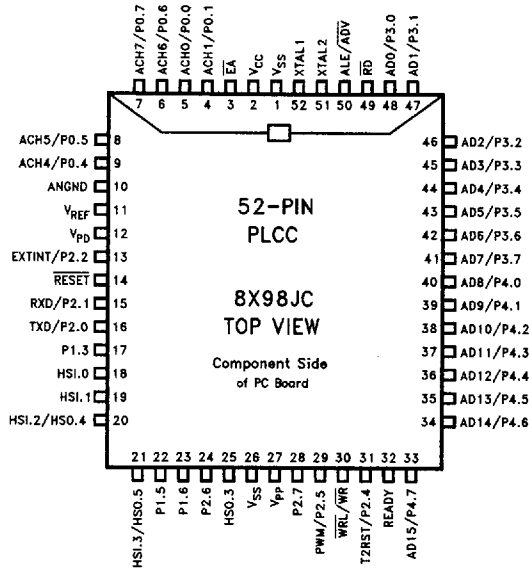 ACH7/P0.7
ACH6/P0.6
ACH0/P0.0
ACH1/P0.1
EA
VCC
VSS
XTAL1
XTAL2
ALE/ADV
RD
AD0/P3.0
AD1/P3.1
7 6 5 4 3 2 1 52 51 50 49 48 47
ACH5/P0.5 8
ACH4/P0.4 9
ANGND 10
VREF 11
VPD 12
EXTINT/P2.2 13
RESET 14
RXD/P2.1 15
TXD/P2.0 16
P1.3 17
HSI.0 18
HSI.1 19
HSI.2/HSO.4 20
52-PIN
PLCC
8X98JC
TOP VIEW
Component Side
of PC Board
46 AD2/P3.2
45 AD3/P3.3
44 AD4/P3.4
43 AD5/P3.5
42 AD6/P3.6
41 AD7/P3.7
40 AD8/P4.0
39 AD9/P4.1
38 AD10/P4.2
37 AD11/P4.3
36 AD12/P4.4
35 AD13/P4.5
34 AD14/P4.6
21 22 23 24 25 26 27 28 29 30 31 32 33
HSI.3/HSO.5
P1.5
P1.6
P2.6
HSO.3
VSS
VPP
P2.7
PWM/P2.5
WRL/WR
T2RST/P2.4
READY
AD15/P4.7